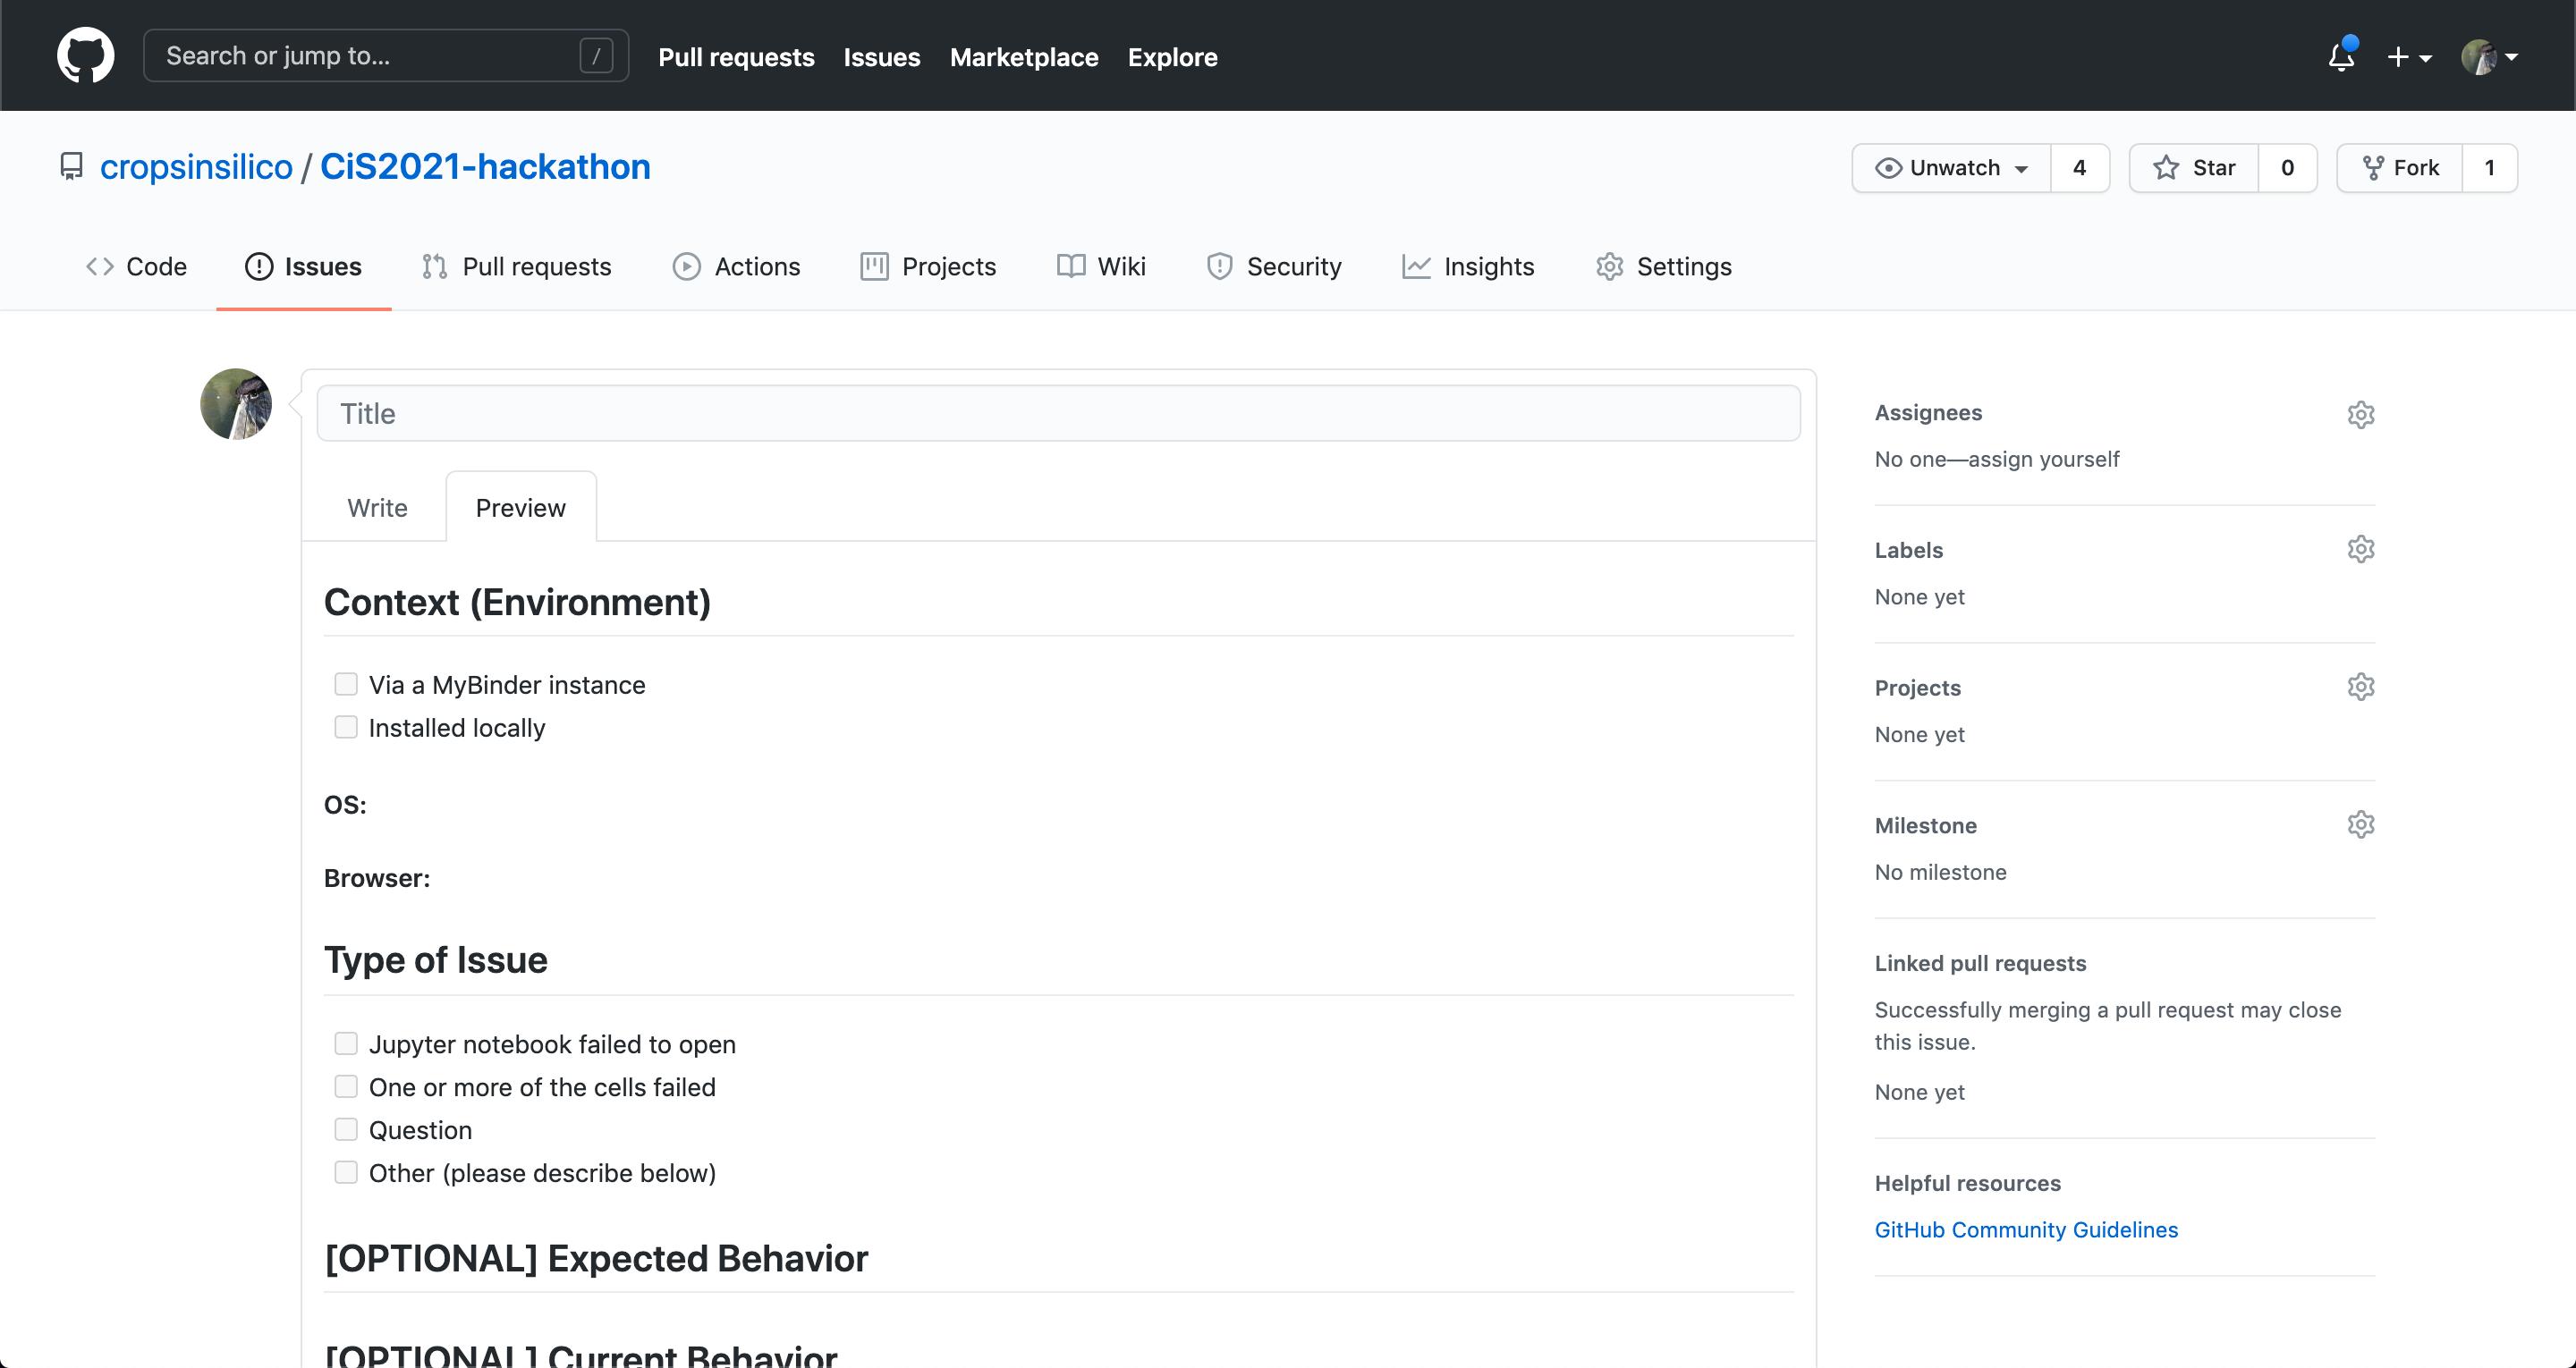 Search or jump to... /
Pull requests Issues Marketplace Explore
cropsinsilico / CiS2021-hackathon
Unwatch 4 Star 0 Fork 1
Code Issues Pull requests Actions Projects Wiki Security Insights Settings
Title
Write Preview
Context (Environment)
Via a MyBinder instance
Installed locally
OS:
Browser:
Type of Issue
Jupyter notebook failed to open
One or more of the cells failed
Question
Other (please describe below)
[OPTIONAL] Expected Behavior
[OPTIONAL] Current Behavior
Assignees
No one—assign yourself
Labels
None yet
Projects
None yet
Milestone
No milestone
Linked pull requests
Successfully merging a pull request may close
this issue.
None yet
Helpful resources
GitHub Community Guidelines